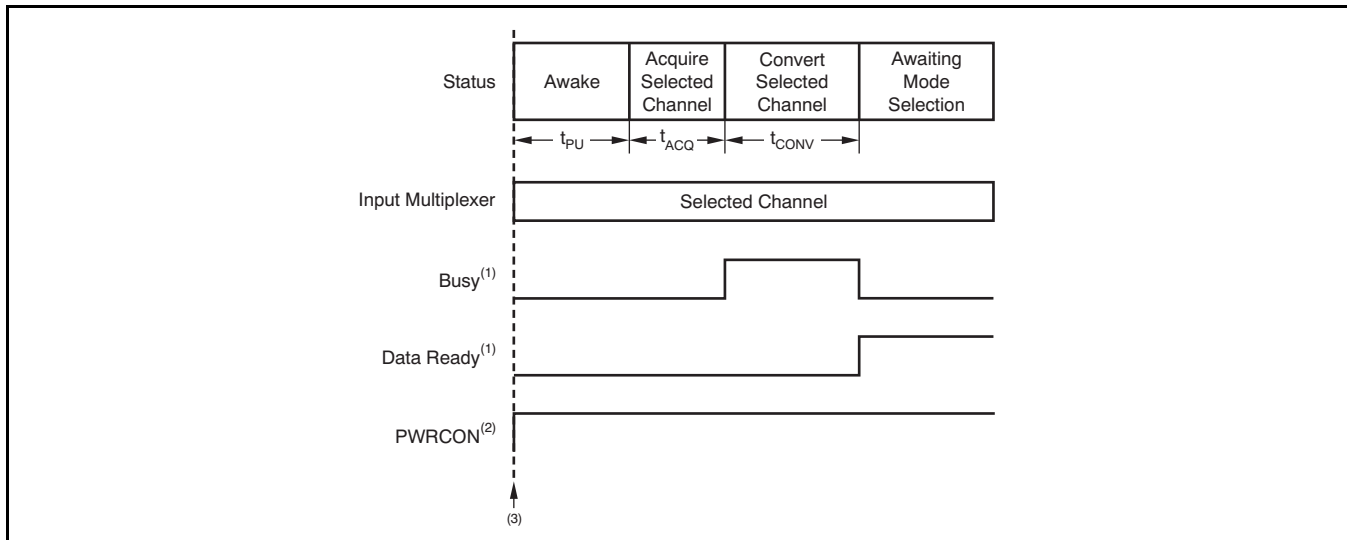 Status
Awake
Acquire
Selected
Channel
Convert
Selected
Channel
Awaiting
Mode
Selection
tPU
tACQ
tCONV
Input Multiplexer
Selected Channel
Busy(1)
Data Ready(1)
PWRCON(2)
(3)